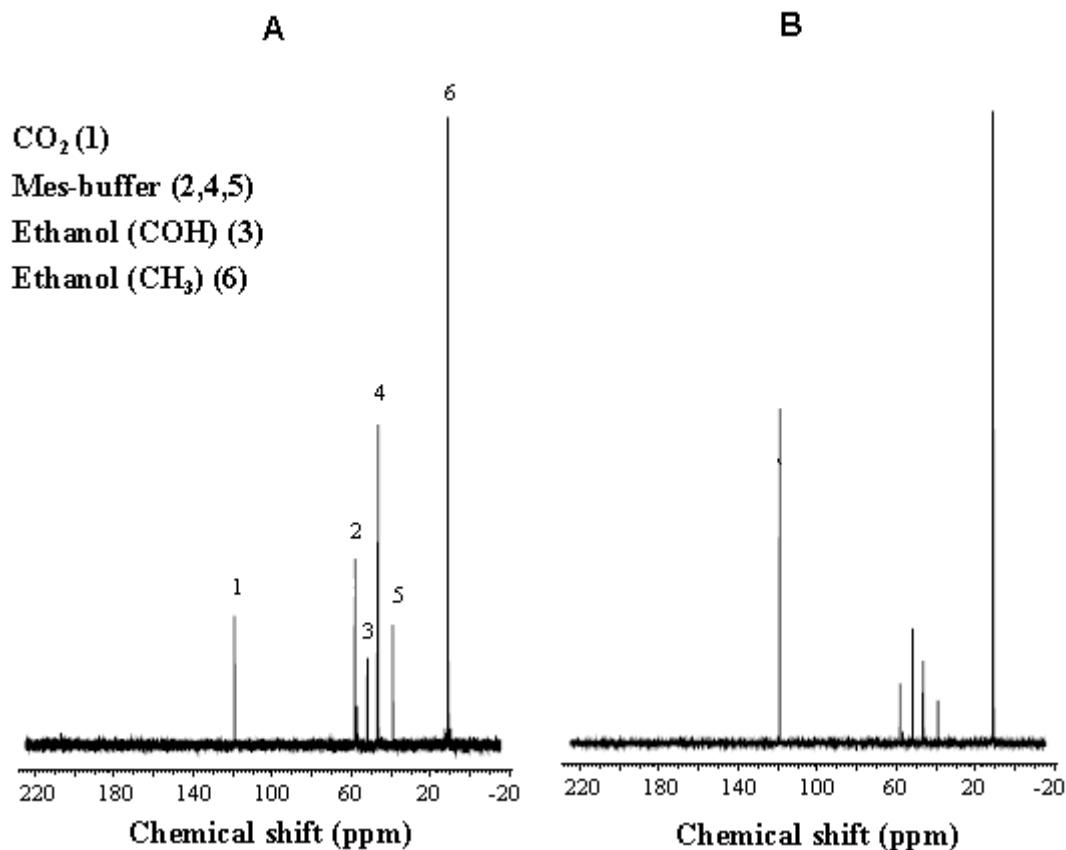 A
B
CO₂ (1)
Mes-buffer (2,4,5)
Ethanol (COH) (3)
Ethanol (CH₃) (6)
6
4
2
1
5
3
220 180 140 100 60 20 -20
220 180 140 100 60 20 -20
Chemical shift (ppm)
Chemical shift (ppm)